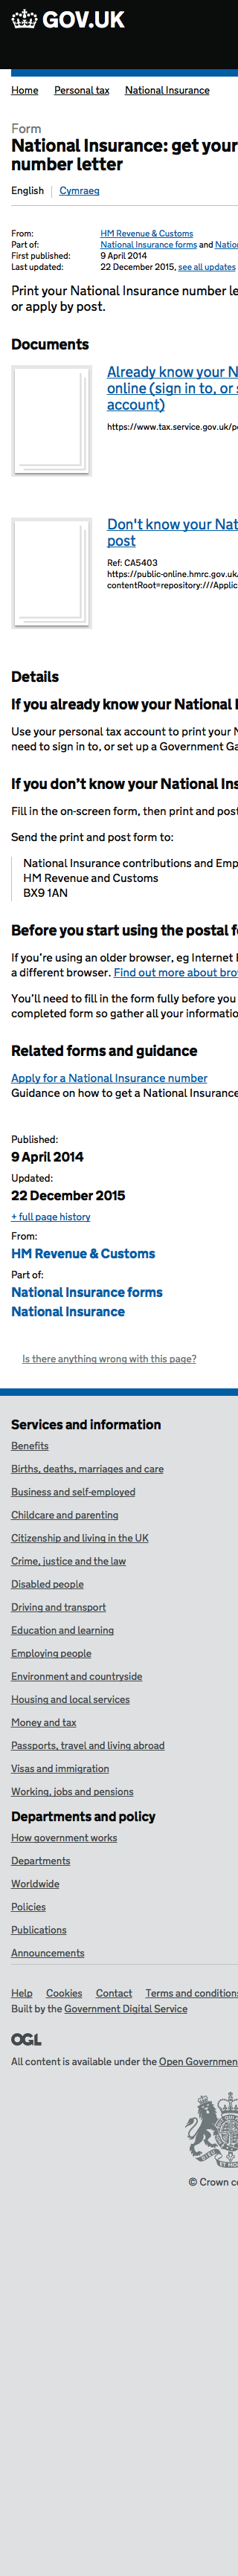 GOV.UK
Home Personal tax National Insurance
Form
National Insurance: get your
number letter
English Cymraeg
From: HM Revenue & Customs
Part of: National Insurance forms and
First published: 9 April 2014
Last updated: 22 December 2015, see all updates
Print your National Insurance number
or apply by post.
Documents
Already know your
online (sign in to, or
account)
https://www.tax.service.gov.uk/
Don't know your
post
Ref: CA5403
https://public-online.hmrc.gov.uk
contentRoot=repository:///Applic
Details
If you already know your National
Use your personal tax account to print your
need to sign in to, or set up a Government
If you don’t know your National
Fill in the on-screen form, then print and post
Send the print and post form to:
National Insurance contributions and
HM Revenue and Customs
BX9 1AN
Before you start using the postal
If you’re using an older browser, eg Internet
a different browser. Find out more about
You’ll need to fill in the form fully before you
completed form so gather all your
Related forms and guidance
Apply for a National Insurance number
Guidance on how to get a National Insurance
Published:
9 April 2014
Updated:
22 December 2015
+ full page history
From:
HM Revenue & Customs
Part of:
National Insurance forms
National Insurance
Is there anything wrong with this page?
Services and information
Benefits
Births, deaths, marriages and care
Business and self-employed
Childcare and parenting
Citizenship and living in the UK
Crime, justice and the law
Disabled people
Driving and transport
Education and learning
Employing people
Environment and countryside
Housing and local services
Money and tax
Passports, travel and living abroad
Visas and immigration
Working, jobs and pensions
Departments and policy
How government works
Departments
Worldwide
Policies
Publications
Announcements
Help Cookies Contact Terms and conditions
Built by the Government Digital Service
OGL
All content is available under the Open
© Crown